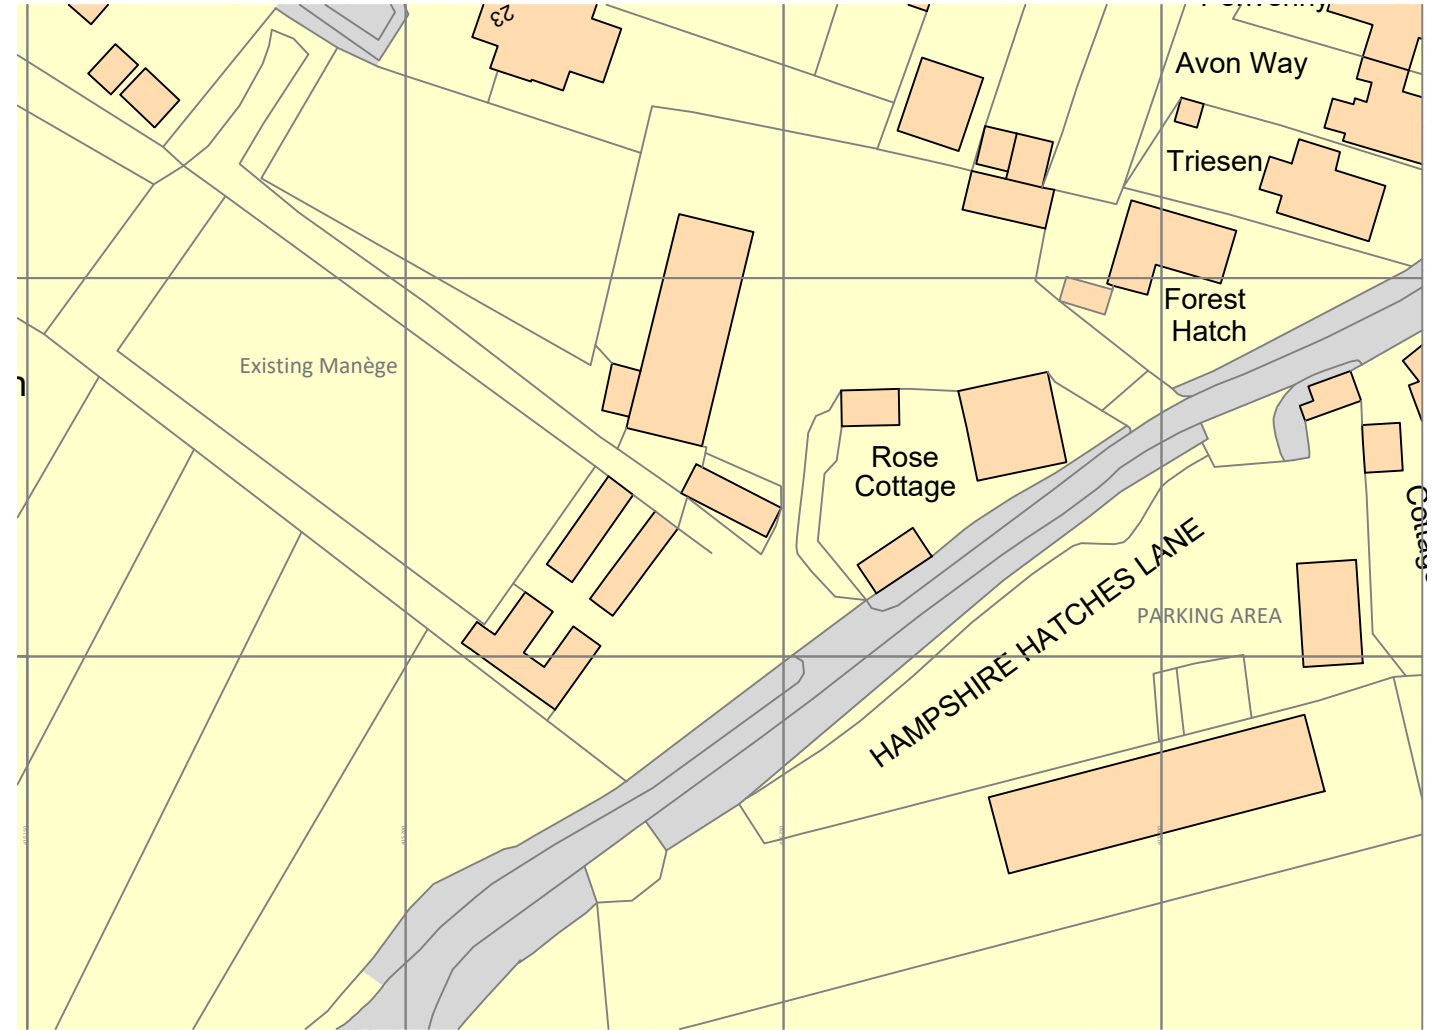 23
Avon Way
Triesen
Forest
Hatch
Existing Manège
Rose
Cottage
HAMPSHIRE HATCHES LANE
PARKING AREA